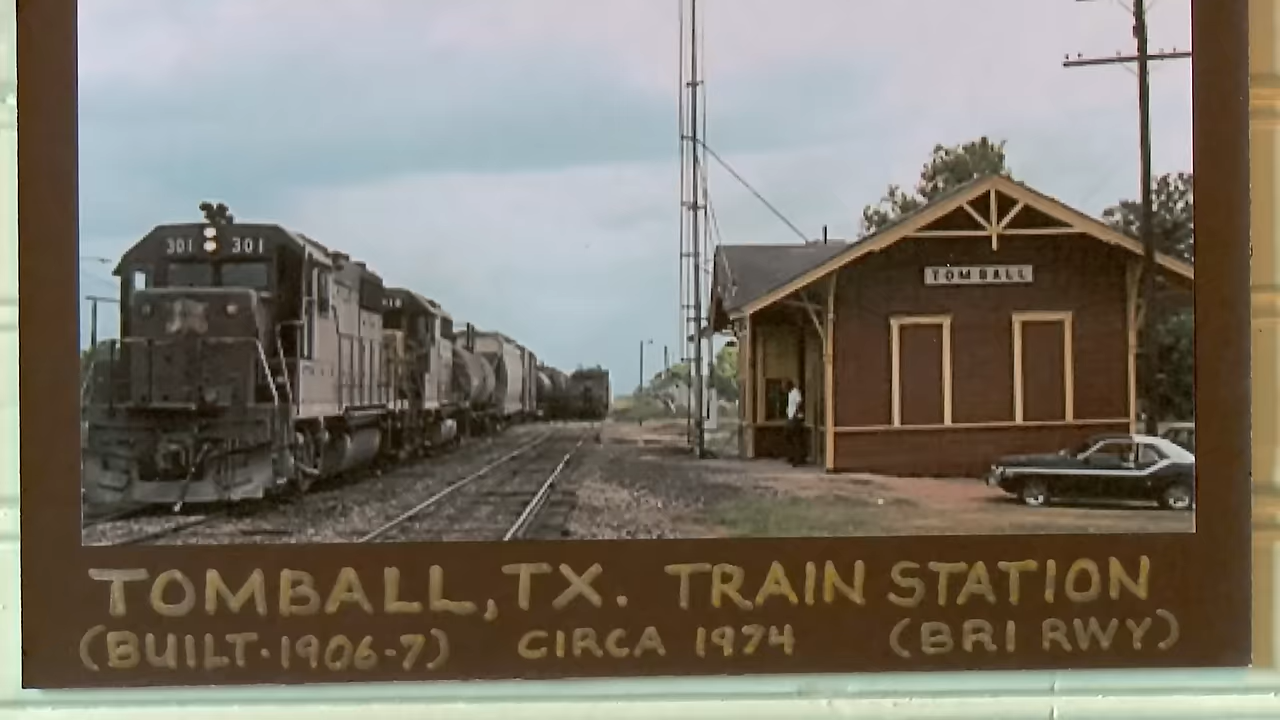 301 301
TOMBALL
TOMBALL, TX. TRAIN STATION
(BUILT-1906-7) CIRCA 1974 (BRI RWY)